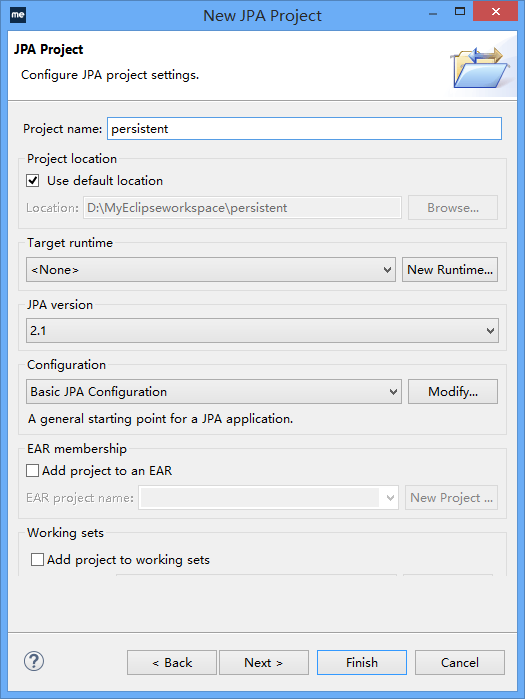 me
New JPA Project
JPA Project
Configure JPA project settings.
Project name: persistent
Project location
Use default location
Location: D:\MyEclipseworkspace\persistent Browse...
Target runtime
<None> New Runtime...
JPA version
2.1
Configuration
Basic JPA Configuration Modify...
A general starting point for a JPA application.
EAR membership
Add project to an EAR
EAR project name: New Project ...
Working sets
Add project to working sets
? < Back Next > Finish Cancel